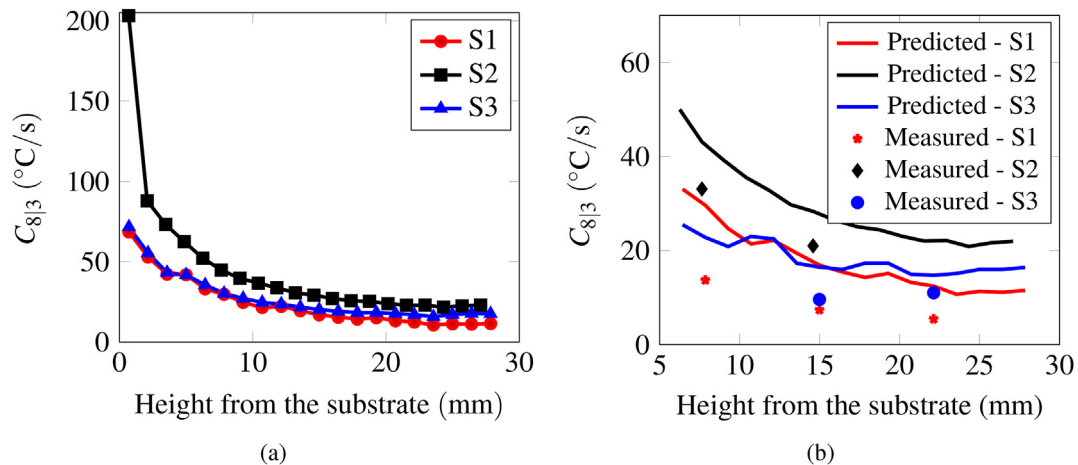 200
150
100
50
0
C8|3 (°C/s)
S1
S2
S3
0 10 20 30
Height from the substrate (mm)
(a)
60
40
20
0
C8|3 (°C/s)
Predicted - S1
Predicted - S2
Predicted - S3
Measured - S1
Measured - S2
Measured - S3
5 10 15 20 25 30
Height from the substrate (mm)
(b)